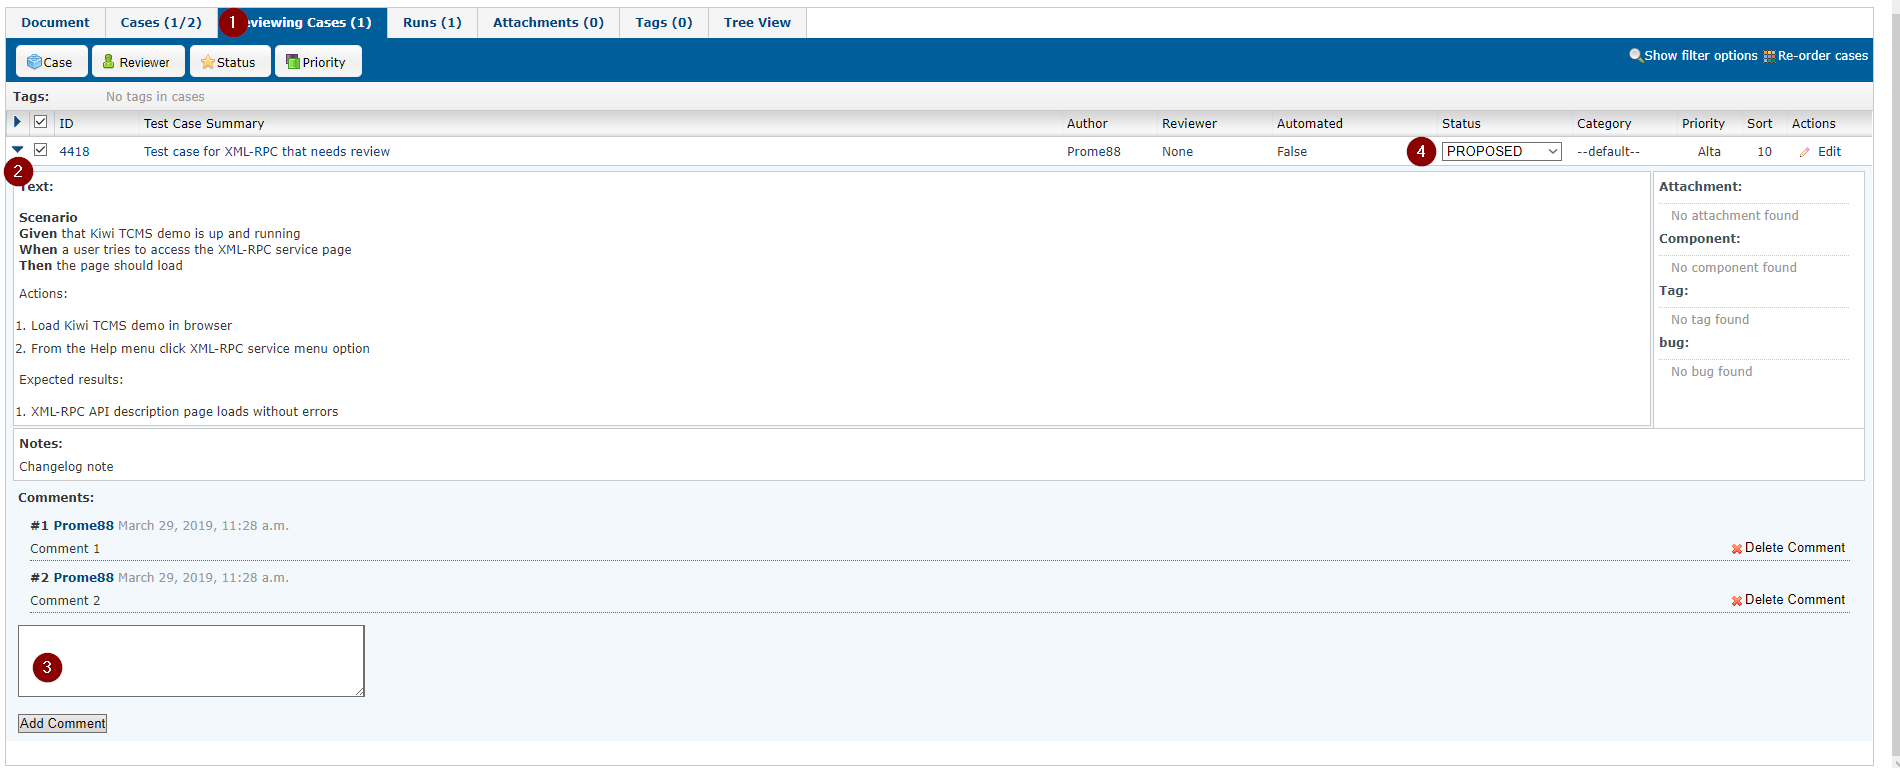 Document Cases (1/2) 1 eviewing Cases (1) Runs (1) Attachments (0) Tags (0) Tree View
Case Reviewer Status Priority Show filter options Re-order cases
Tags: No tags in cases
ID Test Case Summary Author Reviewer Automated Status Category Priority Sort Actions
4418 Test case for XML-RPC that needs review Prome88 None False 4 PROPOSED --default-- Alta 10 Edit
2
Text:
Scenario
Given that Kiwi TCMS demo is up and running
When a user tries to access the XML-RPC service page
Then the page should load
Actions:
1. Load Kiwi TCMS demo in browser
2. From the Help menu click XML-RPC service menu option
Expected results:
1. XML-RPC API description page loads without errors
Attachment:
No attachment found
Component:
No component found
Tag:
No tag found
bug:
No bug found
Notes:
Changelog note
Comments:
#1 Prome88 March 29, 2019, 11:28 a.m.
Comment 1 Delete Comment
#2 Prome88 March 29, 2019, 11:28 a.m.
Comment 2 Delete Comment
3
Add Comment